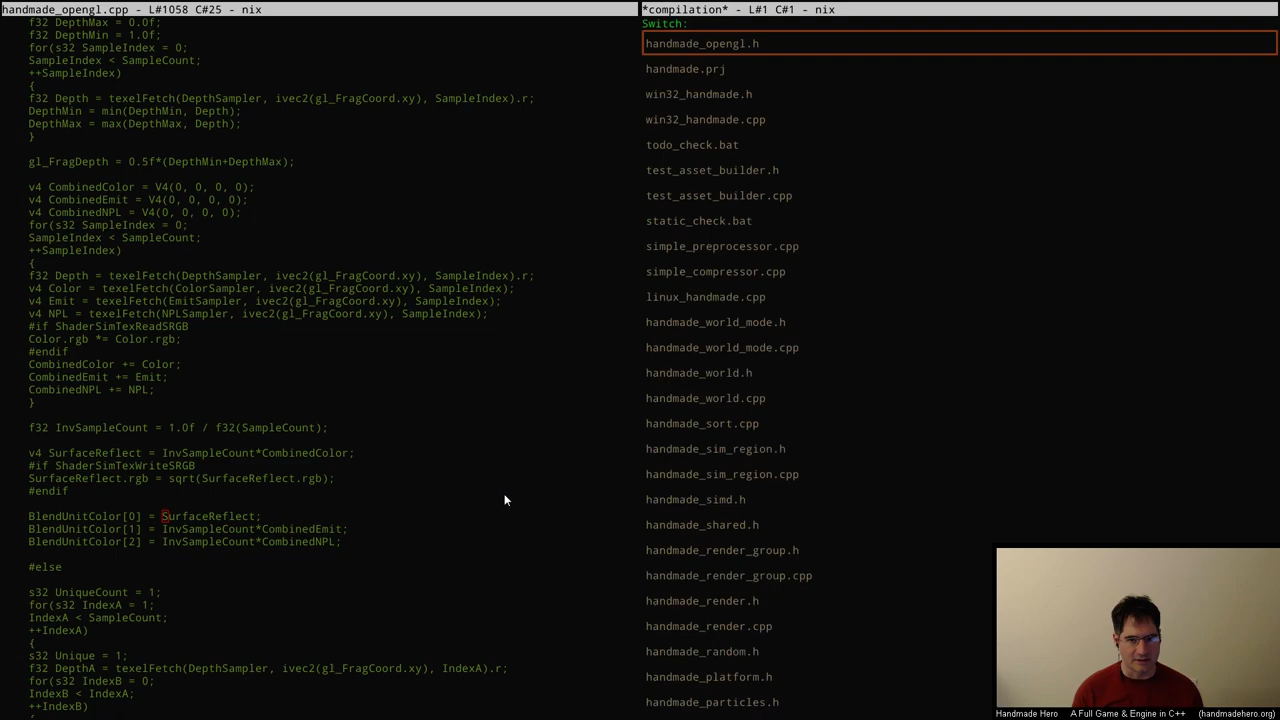 handmade_opengl.cpp - L#1058 C#25 - nix
f32 DepthMax = 0.0f;
f32 DepthMin = 1.0f;
for(s32 SampleIndex = 0;
SampleIndex < SampleCount;
++SampleIndex)
{
f32 Depth = texelFetch(DepthSampler, ivec2(gl_FragCoord.xy), SampleIndex).r;
DepthMin = min(DepthMin, Depth);
DepthMax = max(DepthMax, Depth);
}
gl_FragDepth = 0.5f*(DepthMin+DepthMax);
v4 CombinedColor = V4(0, 0, 0, 0);
v4 CombinedEmit = V4(0, 0, 0, 0);
v4 CombinedNPL = V4(0, 0, 0, 0);
for(s32 SampleIndex = 0;
SampleIndex < SampleCount;
++SampleIndex)
{
f32 Depth = texelFetch(DepthSampler, ivec2(gl_FragCoord.xy), SampleIndex).r;
v4 Color = texelFetch(ColorSampler, ivec2(gl_FragCoord.xy), SampleIndex);
v4 Emit = texelFetch(EmitSampler, ivec2(gl_FragCoord.xy), SampleIndex);
v4 NPL = texelFetch(NPLSampler, ivec2(gl_FragCoord.xy), SampleIndex);
#if ShaderSimTexReadSRGB
Color.rgb *= Color.rgb;
#endif
CombinedColor += Color;
CombinedEmit += Emit;
CombinedNPL += NPL;
}
f32 InvSampleCount = 1.0f / f32(SampleCount);
v4 SurfaceReflect = InvSampleCount*CombinedColor;
#if ShaderSimTexWriteSRGB
SurfaceReflect.rgb = sqrt(SurfaceReflect.rgb);
#endif
BlendUnitColor[0] = SurfaceReflect;
BlendUnitColor[1] = InvSampleCount*CombinedEmit;
BlendUnitColor[2] = InvSampleCount*CombinedNPL;
#else
s32 UniqueCount = 1;
for(s32 IndexA = 1;
IndexA < SampleCount;
++IndexA)
{
s32 Unique = 1;
f32 DepthA = texelFetch(DepthSampler, ivec2(gl_FragCoord.xy), IndexA).r;
for(s32 IndexB = 0;
IndexB < IndexA;
++IndexB)
{
*compilation* - L#1 C#1 - nix
Switch:
handmade_opengl.h
handmade.prj
win32_handmade.h
win32_handmade.cpp
todo_check.bat
test_asset_builder.h
test_asset_builder.cpp
static_check.bat
simple_preprocessor.cpp
simple_compressor.cpp
linux_handmade.cpp
handmade_world_mode.h
handmade_world_mode.cpp
handmade_world.h
handmade_world.cpp
handmade_sort.cpp
handmade_sim_region.h
handmade_sim_region.cpp
handmade_simd.h
handmade_shared.h
handmade_render_group.h
handmade_render_group.cpp
handmade_render.h
handmade_render.cpp
handmade_random.h
handmade_platform.h
handmade_particles.h
Handmade Hero A Full Game & Engine in C++ (handmadehero.org)